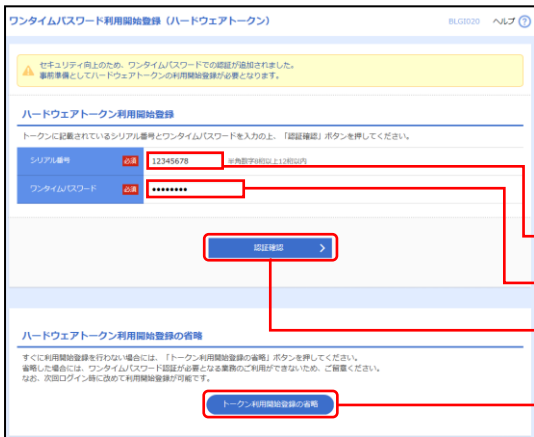 ワンタイムパスワード利用開始登録（ハードウェアトークン） BLGI020 ヘルプ ?
セキュリティ向上のため、ワンタイムパスワードでの認証が追加されました。
事前準備としてハードウェアトークンの利用開始登録が必要となります。
ハードウェアトークン利用開始登録
トークンに記載されているシリアル番号とワンタイムパスワードを入力の上、「認証確認」ボタンを押してください。
シリアル番号 必須 12345678 半角数字8桁以上12桁以内
ワンタイムパスワード 必須 ••••••••
認証確認
ハードウェアトークン利用開始登録の省略
すぐに利用開始登録を行わない場合には、「トークン利用開始登録の省略」ボタンを押してください。
省略した場合には、ワンタイムパスワード認証が必要となる業務のご利用ができないため、ご留意ください。
なお、次回ログイン時に改めて利用開始登録が可能です。
トークン利用開始登録の省略